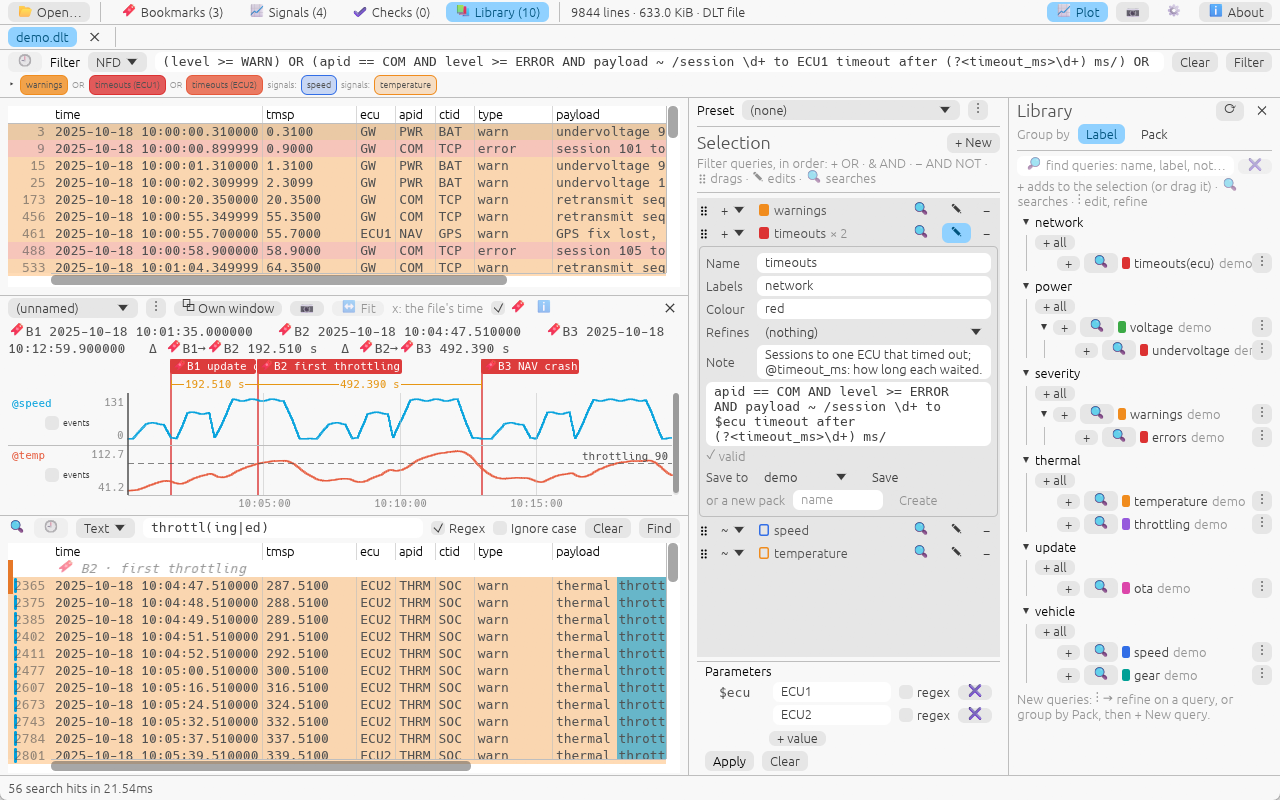 Open... Bookmarks (3) Signals (4) Checks (0) Library (10) 9844 lines · 633.0 KiB · DLT file Plot About
demo.dlt ✕
Filter NFD ▼ (level >= WARN) OR (apid == COM AND level >= ERROR AND payload ~ /session \d+ to ECU1 timeout after (?<timeout_ms>\d+) ms/) OR Clear Filter
warnings OR timeouts (ECU1) OR timeouts (ECU2) signals: speed signals: temperature
time tmsp ecu apid ctid type payload
3 2025-10-18 10:00:00.310000 0.3100 GW PWR BAT warn undervoltage 9
8 2025-10-18 10:00:00.899999 0.9000 GW COM TCP error session 101 to
15 2025-10-18 10:00:01.310000 1.3100 GW PWR BAT warn undervoltage 9
25 2025-10-18 10:00:02.309999 2.3099 GW PWR BAT warn undervoltage 1
173 2025-10-18 10:00:20.350000 20.3500 GW COM TCP warn retransmit seq
456 2025-10-18 10:00:55.349999 55.3500 GW COM TCP warn retransmit seq
461 2025-10-18 10:00:55.700000 55.7000 ECU1 NAV GPS warn GPS fix lost,
488 2025-10-18 10:00:58.900000 58.9000 GW COM TCP error session 105 to
533 2025-10-18 10:01:04.349999 64.3500 GW COM TCP warn retransmit seq
(unnamed) ▼ Own window Fit x: the file's time ✕
B1 2025-10-18 10:01:35.000000 B2 2025-10-18 10:04:47.510000 B3 2025-10-18
10:12:59.900000 Δ B1→ B2 192.510 s Δ B2→ B3 492.390 s
B1 update B2 first throttling B3 NAV crash
192.510 s 492.390 s
@speed 131
events
0
@temp 112.7
throttling 90
events
41.2
10:05:00 10:10:00 10:15:00
Text ▼ throttl(ing|ed) Regex Ignore case Clear Find
time tmsp ecu apid ctid type payload
B2 · first throttling
2365 2025-10-18 10:04:47.510000 287.5100 ECU2 THRM SOC warn thermal thrott
2375 2025-10-18 10:04:48.510000 288.5100 ECU2 THRM SOC warn thermal thrott
2385 2025-10-18 10:04:49.510000 289.5100 ECU2 THRM SOC warn thermal thrott
2402 2025-10-18 10:04:51.510000 291.5100 ECU2 THRM SOC warn thermal thrott
2411 2025-10-18 10:04:52.510000 292.5100 ECU2 THRM SOC warn thermal thrott
2477 2025-10-18 10:05:00.510000 300.5100 ECU2 THRM SOC warn thermal thrott
2607 2025-10-18 10:05:16.510000 316.5100 ECU2 THRM SOC warn thermal thrott
2673 2025-10-18 10:05:24.510000 324.5100 ECU2 THRM SOC warn thermal thrott
2743 2025-10-18 10:05:32.510000 332.5100 ECU2 THRM SOC warn thermal thrott
2784 2025-10-18 10:05:37.510000 337.5100 ECU2 THRM SOC warn thermal thrott
2801 2025-10-18 10:05:39.510000 339.5100 ECU2 THRM SOC warn thermal thrott
56 search hits in 21.54ms
Preset (none) ▼
Selection + New
Filter queries, in order: + OR · & AND · − AND NOT ·
⠿ drags · edits · searches
+ ▼ warnings −
+ ▼ timeouts × 2 −
Name timeouts
Labels network
Colour red
Refines (nothing) ▼
Note Sessions to one ECU that timed out;
@timeout_ms: how long each waited.
apid == COM AND level >= ERROR
AND payload ~ /session \d+ to
$ecu timeout after
(?<timeout_ms>\d+) ms/
✓ valid
Save to demo ▼ Save
or a new pack name Create
~ ▼ speed −
~ ▼ temperature −
Parameters
$ecu ECU1 regex
ECU2 regex
+ value
Apply Clear
Library ✕
Group by Label Pack
find queries: name, label, not...
+ adds to the selection (or drag it) ·
searches · ⋮ edit, refine
▼ network
+ all
+ timeouts(ecu) demo
▼ power
+ all
▼ + voltage demo
+ undervoltage der
▼ severity
+ all
▼ + warnings demo
+ errors demo
▼ thermal
+ all
+ temperature demo
+ throttling demo
▼ update
+ all
+ ota demo
▼ vehicle
+ all
+ speed demo
+ gear demo
New queries: ⋮ → refine on a query, or
group by Pack, then + New query.